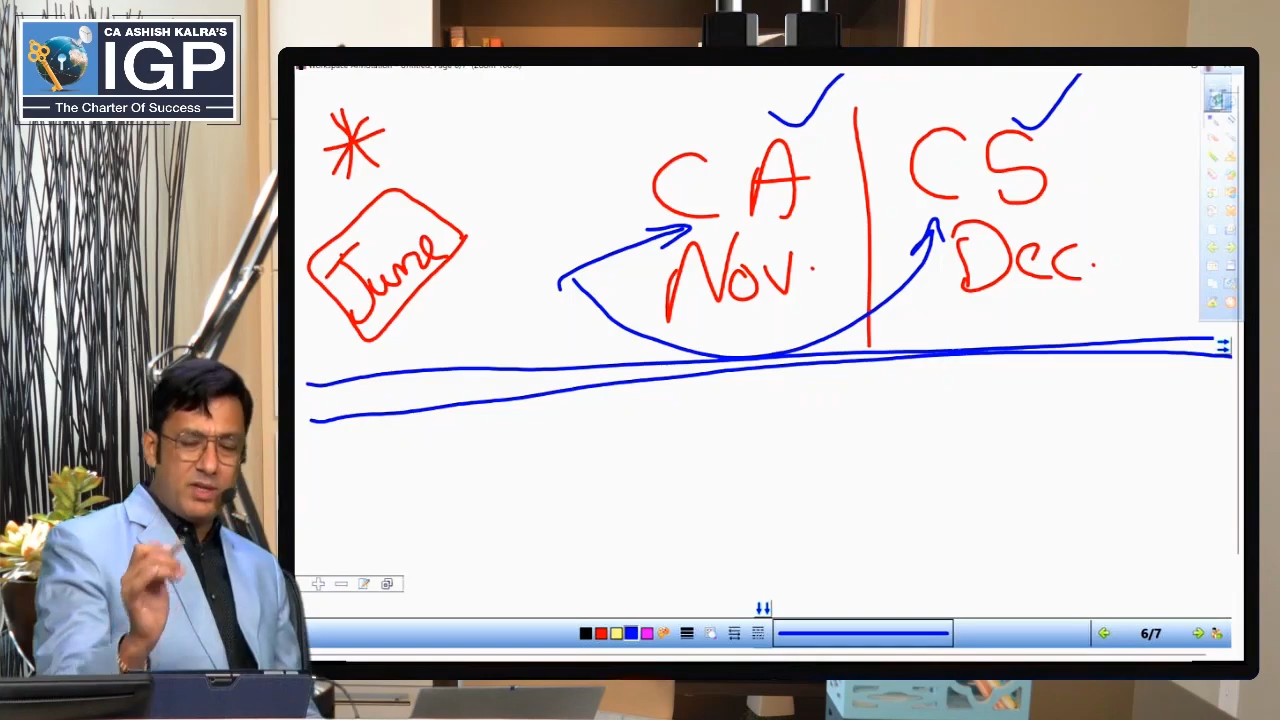 CA ASHISH KALRA'S
IGP
The Charter Of Success
CA CS
June
Nov. Dec.
6/7